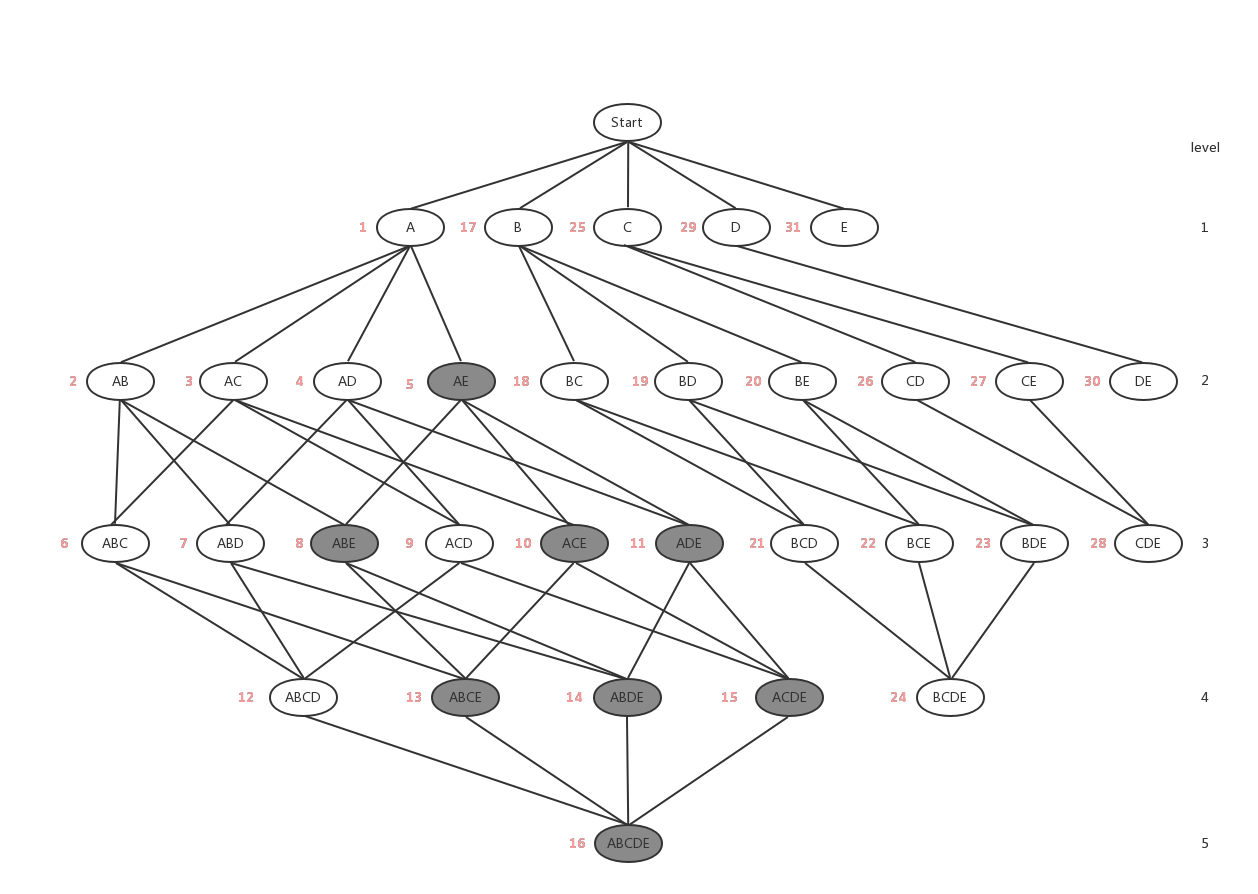 Start
level
1 A 17 B 25 C 29 D 31 E 1
2 AB 3 AC 4 AD 5 AE 18 BC 19 BD 20 BE 26 CD 27 CE 30 DE 2
6 ABC 7 ABD 8 ABE 9 ACD 10 ACE 11 ADE 21 BCD 22 BCE 23 BDE 28 CDE 3
12 ABCD 13 ABCE 14 ABDE 15 ACDE 24 BCDE 4
16 ABCDE 5